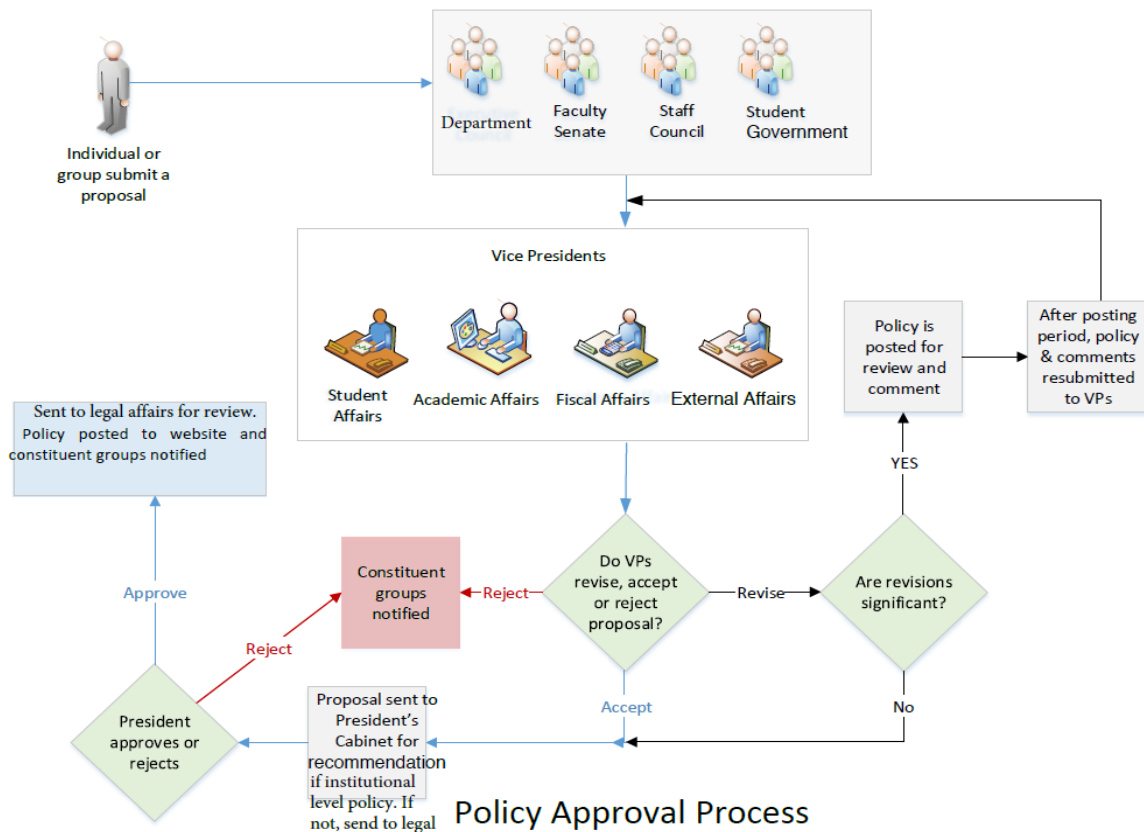 Department
Faculty
Senate
Staff
Council
Student
Government
Individual or
group submit a
proposal
Vice Presidents
Student
Affairs
Academic Affairs
Fiscal Affairs
External Affairs
Policy is
posted for
review and
comment
After posting
period, policy
& comments
resubmitted
to VPs
Sent to legal affairs for review.
Policy posted to website and
constituent groups notified
YES
Approve
Constituent
groups
notified
Reject
Do VPs
revise, accept
or reject
proposal?
Revise
Are revisions
significant?
Reject
Accept
No
President
approves or
rejects
Proposal sent to
President's
Cabinet for
recommendation
if institutional
level policy. If
not, send to legal
Policy Approval Process